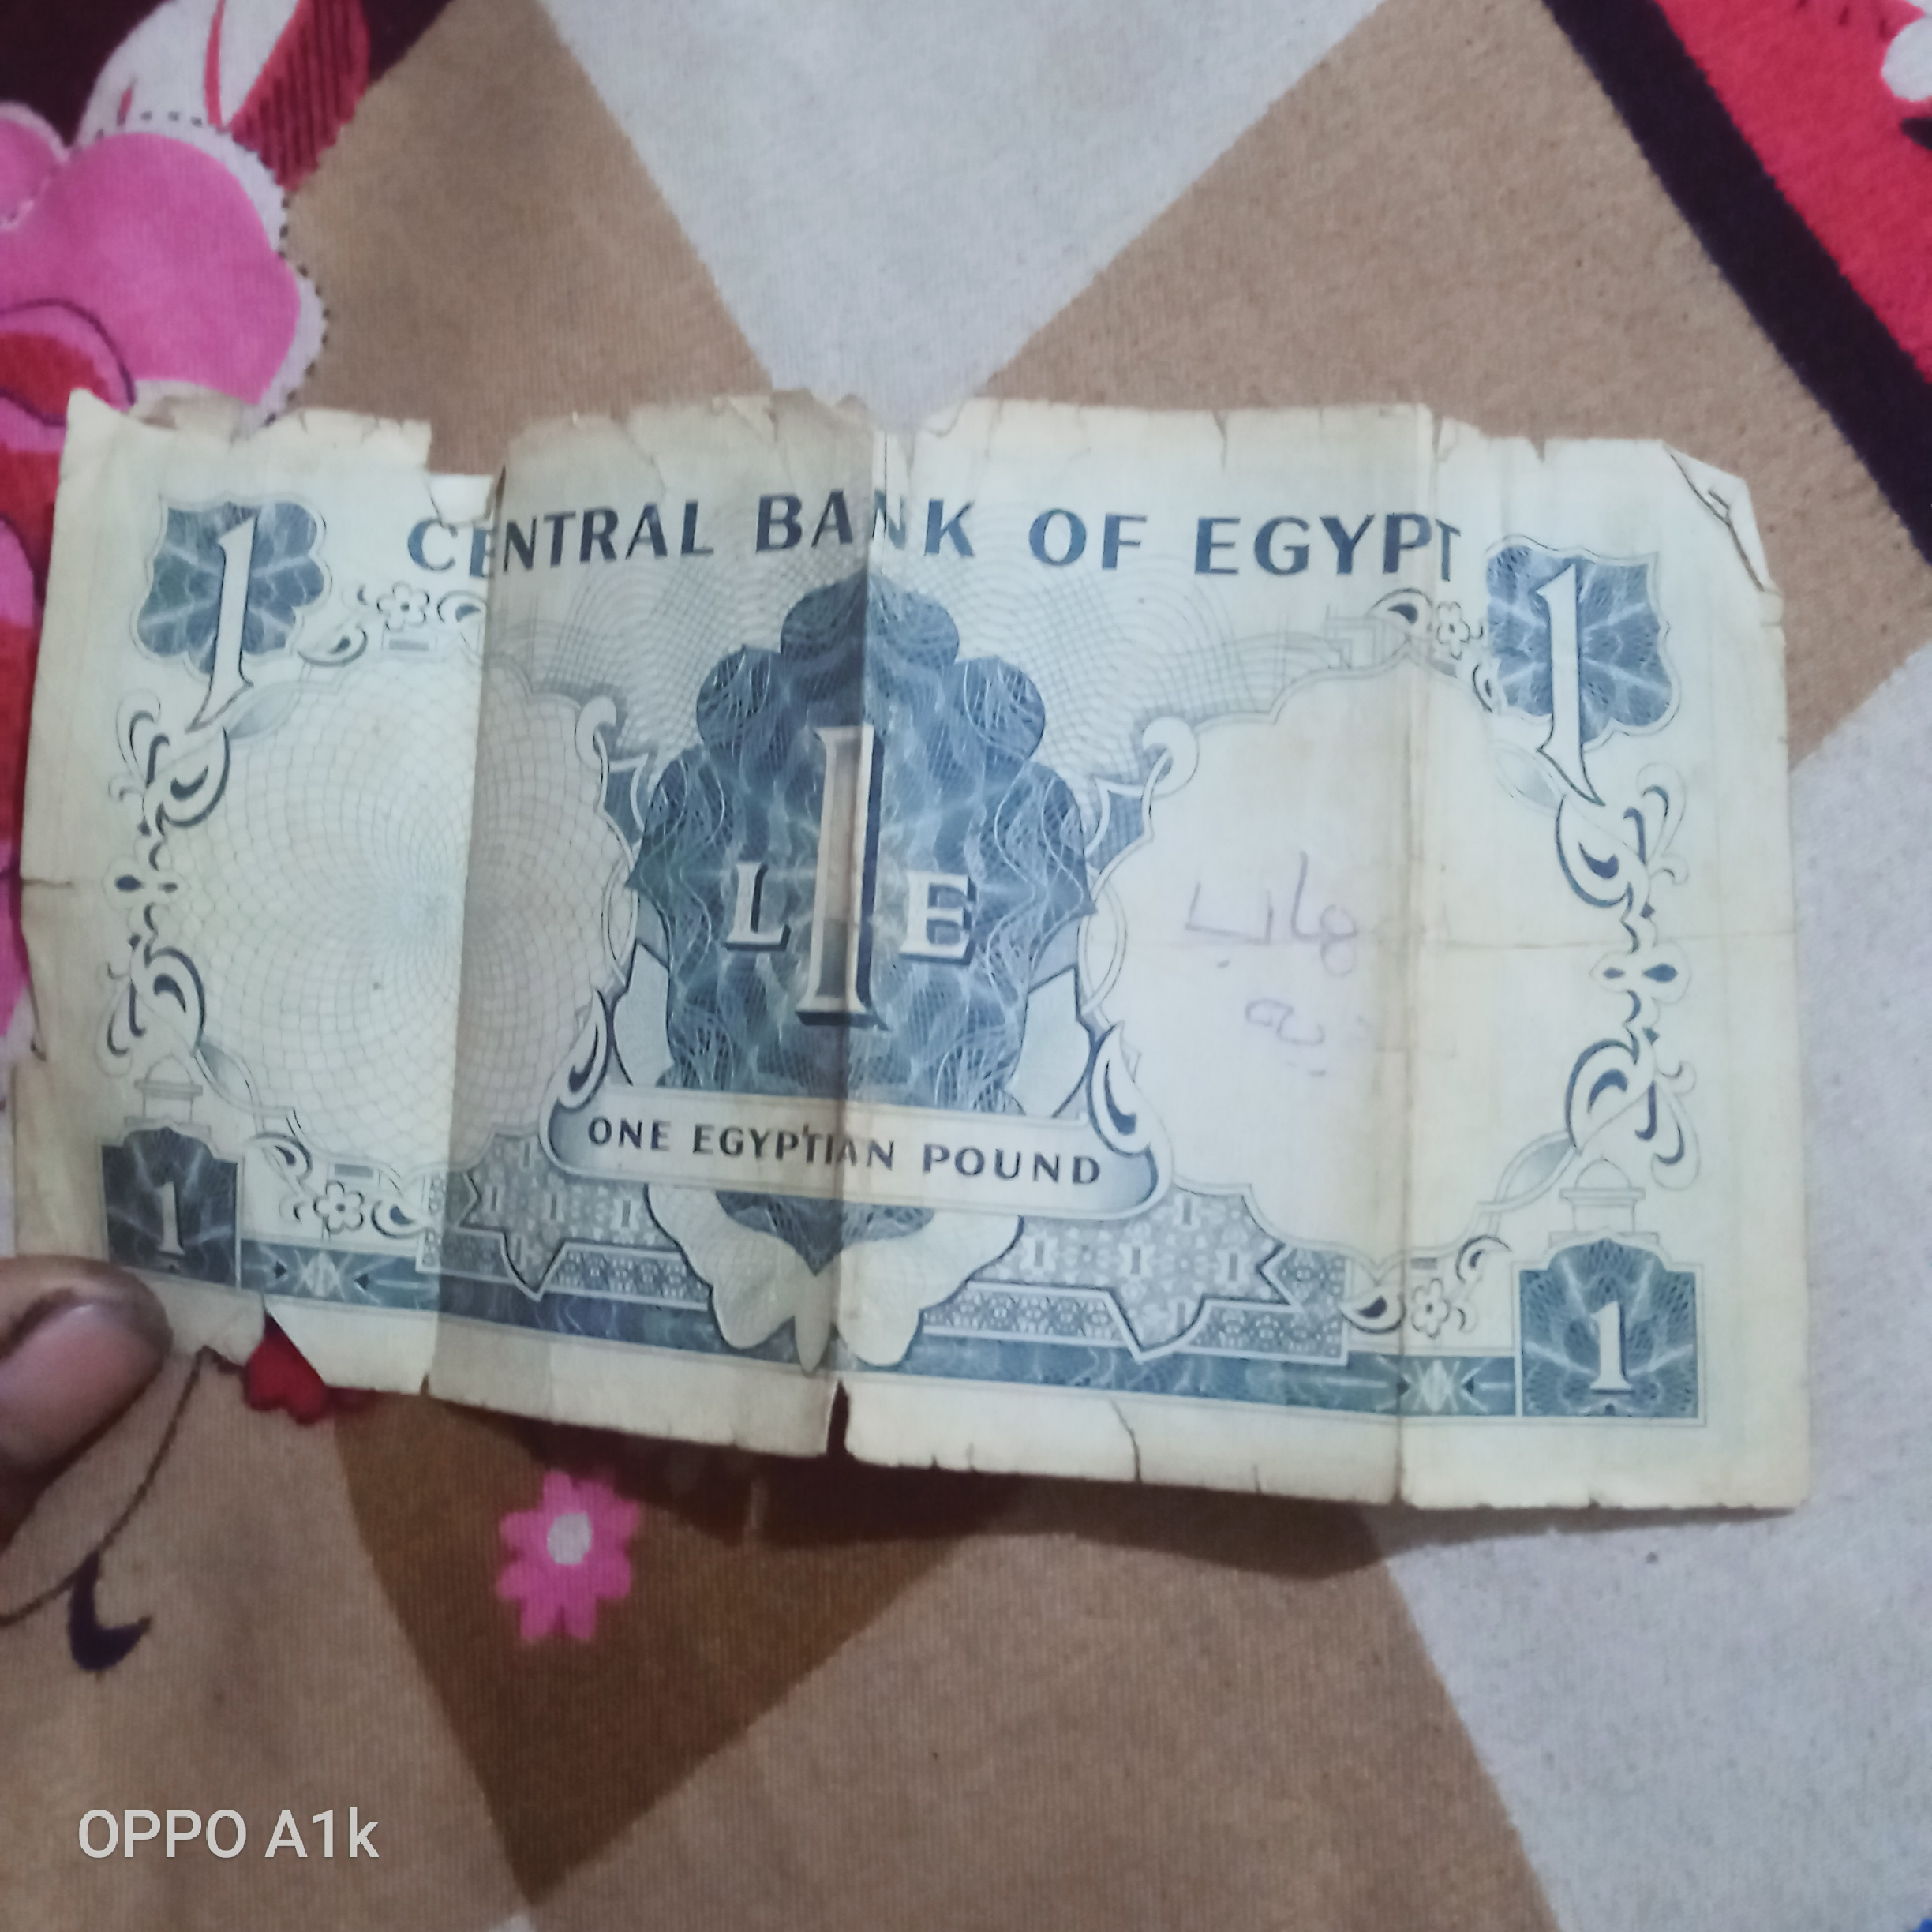 CENTRAL BANK OF EGYPT
1 1
L 1 E
ONE EGYPTIAN POUND
1 1
OPPO A1k